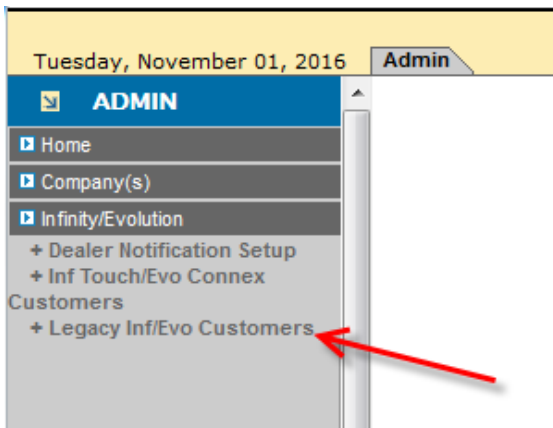 Tuesday, November 01, 2016
Admin
ADMIN
Home
Company(s)
Infinity/Evolution
+ Dealer Notification Setup
+ Inf Touch/Evo Connex
Customers
+ Legacy Inf/Evo Customers